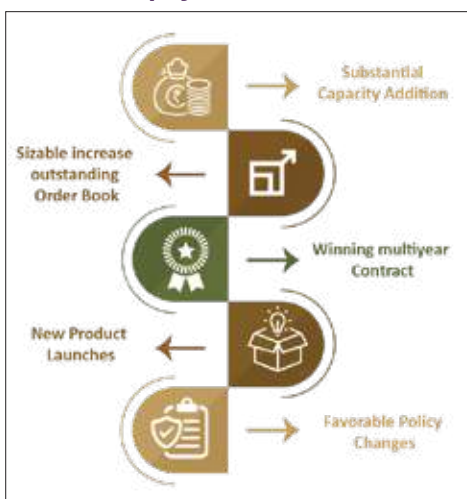 Substantial
Capacity Addition
Sizable increase
outstanding
Order Book
Winning multiyear
Contract
New Product
Launches
Favorable Policy
Changes